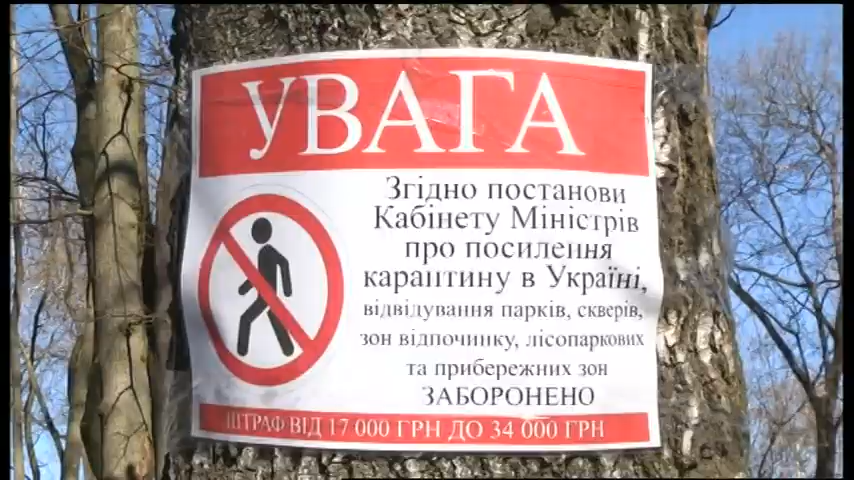 УВАГА
Згідно постанови
Кабінету Міністрів
про посилення
карантину в Україні,
відвідування парків, скверів,
зон відпочинку, лісопаркових
та прибережних зон
ЗАБОРОНЕНО
ШТРАФ ВІД 17 000 ГРН ДО 34 000 ГРН